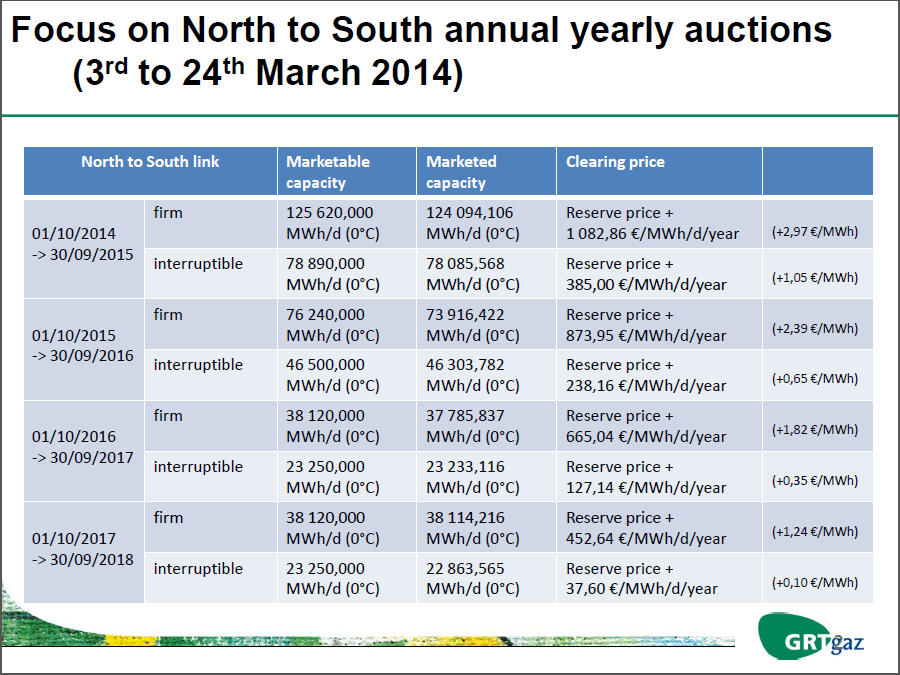 Focus on North to South annual yearly auctions
(3rd to 24th March 2014)
North to South link
Marketable capacity
Marketed capacity
Clearing price
01/10/2014
-> 30/09/2015
firm
125 620,000
MWh/d (0°C)
124 094,106
MWh/d (0°C)
Reserve price +
1 082,86 €/MWh/d/year
(+2,97 €/MWh)
interruptible
78 890,000
MWh/d (0°C)
78 085,568
MWh/d (0°C)
Reserve price +
385,00 €/MWh/d/year
(+1,05 €/MWh)
01/10/2015
-> 30/09/2016
firm
76 240,000
MWh/d (0°C)
73 916,422
MWh/d (0°C)
Reserve price +
873,95 €/MWh/d/year
(+2,39 €/MWh)
interruptible
46 500,000
MWh/d (0°C)
46 303,782
MWh/d (0°C)
Reserve price +
238,16 €/MWh/d/year
(+0,65 €/MWh)
01/10/2016
-> 30/09/2017
firm
38 120,000
MWh/d (0°C)
37 785,837
MWh/d (0°C)
Reserve price +
665,04 €/MWh/d/year
(+1,82 €/MWh)
interruptible
23 250,000
MWh/d (0°C)
23 233,116
MWh/d (0°C)
Reserve price +
127,14 €/MWh/d/year
(+0,35 €/MWh)
01/10/2017
-> 30/09/2018
firm
38 120,000
MWh/d (0°C)
38 114,216
MWh/d (0°C)
Reserve price +
452,64 €/MWh/d/year
(+1,24 €/MWh)
interruptible
23 250,000
MWh/d (0°C)
22 863,565
MWh/d (0°C)
Reserve price +
37,60 €/MWh/d/year
(+0,10 €/MWh)
GRTgaz